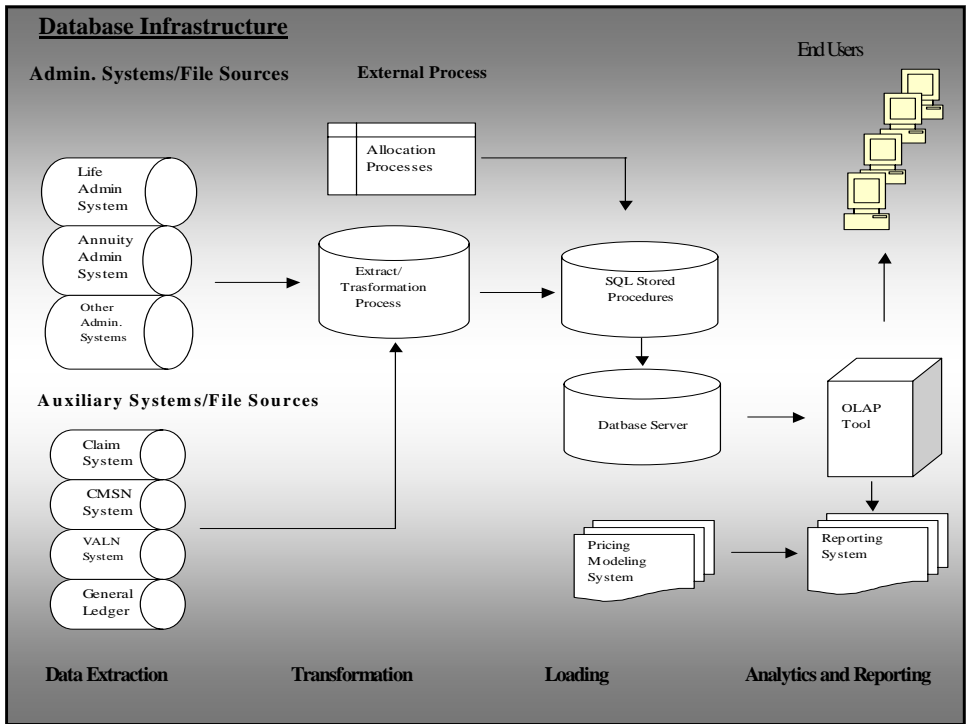 Database Infrastructure
End Users
Admin. Systems/File Sources
External Process
Allocation
Processes
Life
Admin
System
Annuity
Admin
System
Other
Admin.
Systems
Extract/
Trasformation
Process
SQL Stored
Procedures
Auxiliary Systems/File Sources
Datbase Server
OLAP
Tool
Claim
System
CMSN
System
VALN
System
General
Ledger
Pricing
Modeling
System
Reporting
System
Data Extraction
Transformation
Loading
Analytics and Reporting